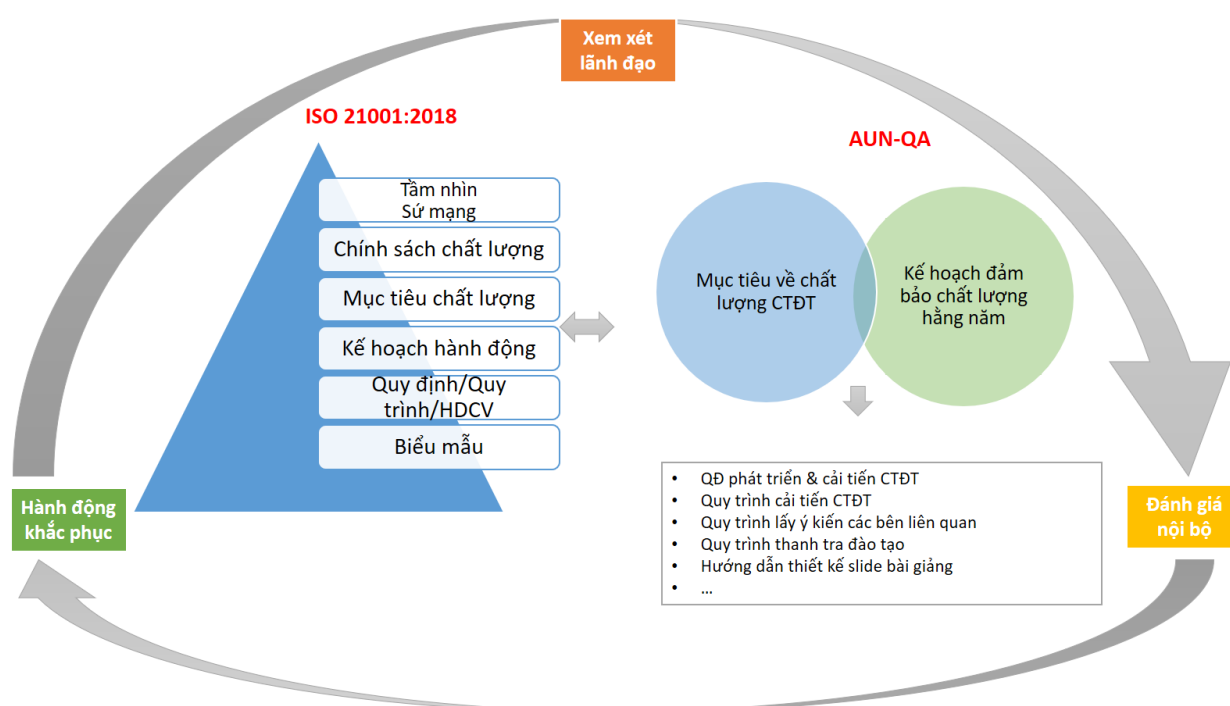 Xem xét
lãnh đạo
ISO 21001:2018
Tầm nhìn
Sứ mạng
Chính sách chất lượng
Mục tiêu chất lượng
Kế hoạch hành động
Quy định/Quy
trình/HDCV
Biểu mẫu
AUN-QA
Mục tiêu về chất
lượng CTĐT
Kế hoạch đảm
bảo chất lượng
hằng năm
• QĐ phát triển & cải tiến CTĐT
• Quy trình cải tiến CTĐT
• Quy trình lấy ý kiến các bên liên quan
• Quy trình thanh tra đào tạo
• Hướng dẫn thiết kế slide bài giảng
• ...
Hành động
khắc phục
Đánh giá
nội bộ